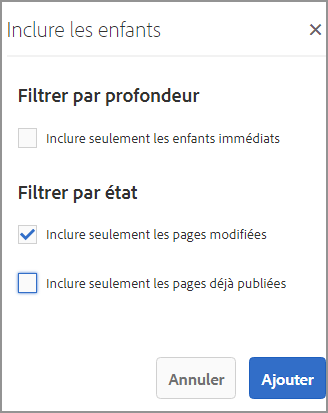 Inclure les enfants
Filtrer par profondeur
Inclure seulement les enfants immédiats
Filtrer par état
Inclure seulement les pages modifiées
Inclure seulement les pages déjà publiées
Annuler Ajouter